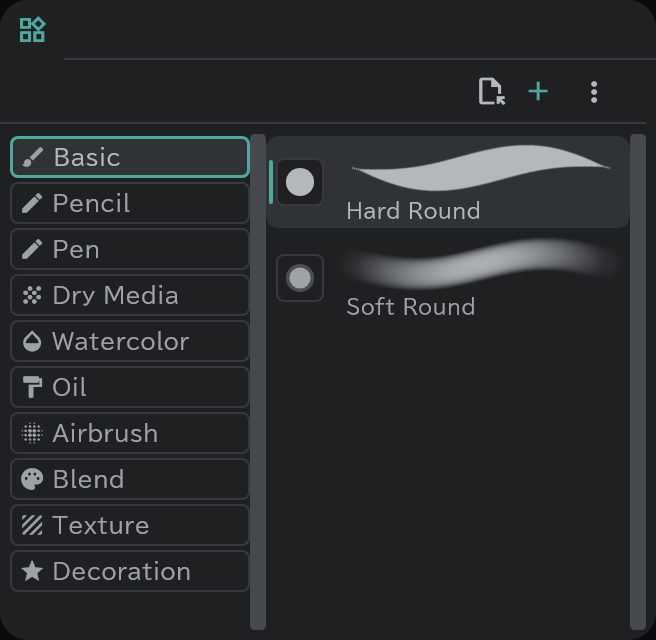 Basic
Pencil
Pen
Dry Media
Watercolor
Oil
Airbrush
Blend
Texture
Decoration
Hard Round
Soft Round